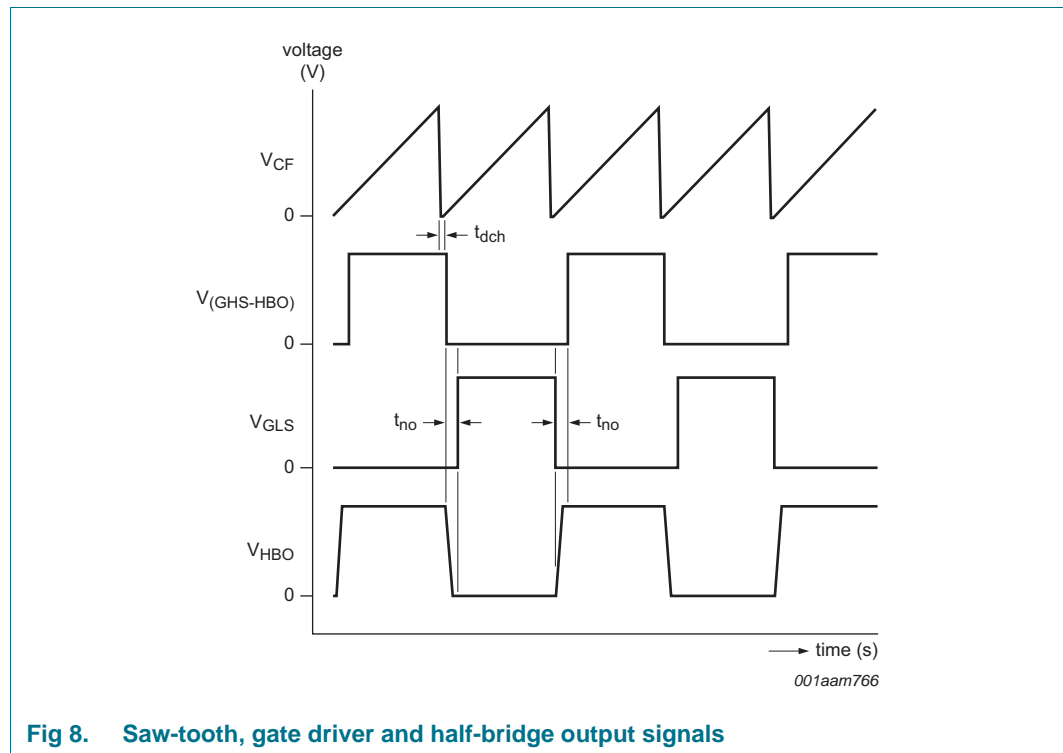 voltage
(V)
VCF
0
tdch
V(GHS-HBO)
0
tno
tno
VGLS
0
VHBO
0
time (s)
001aam766
Fig 8. Saw-tooth, gate driver and half-bridge output signals